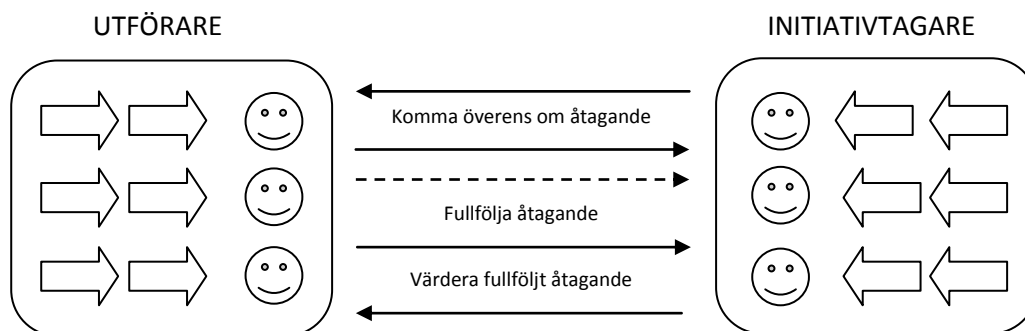 UTFÖRARE
INITIATIVTAGARE
Komma överens om åtagande
Fullfölja åtagande
Värdera fullföljt åtagande